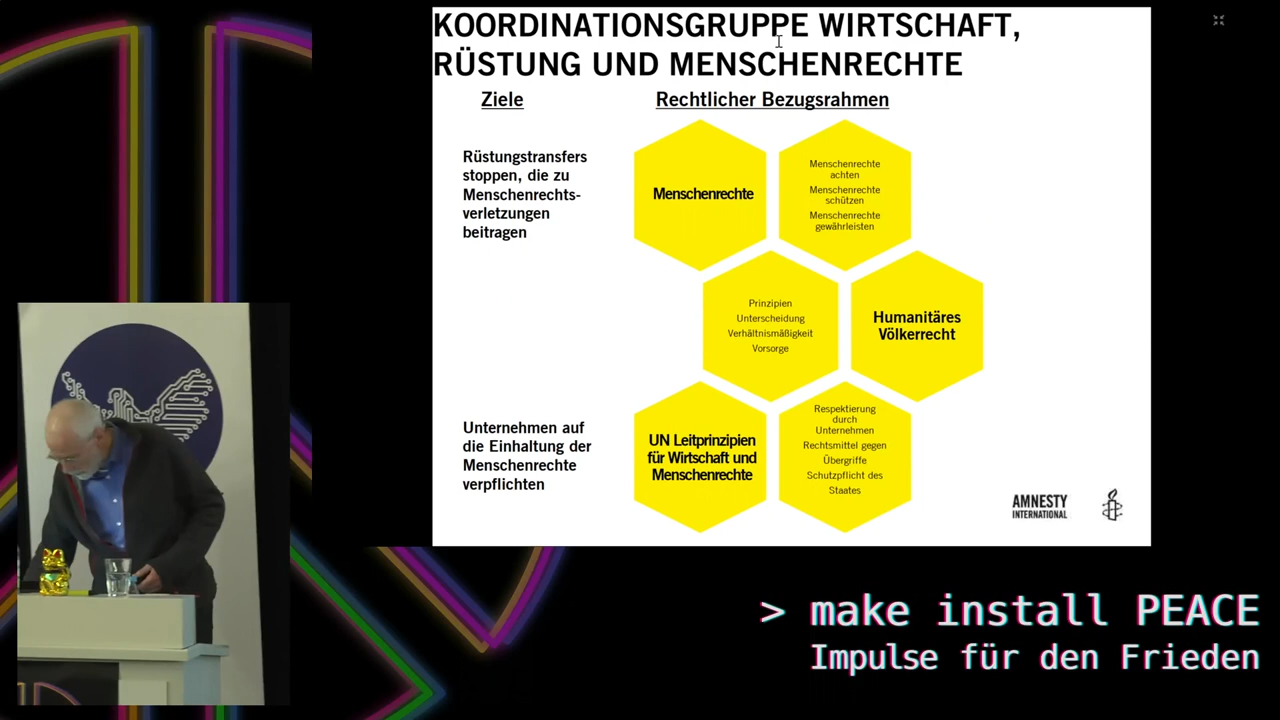 KOORDINATIONSGRUPPE WIRTSCHAFT,
RÜSTUNG UND MENSCHENRECHTE
Ziele
Rechtlicher Bezugsrahmen
Rüstungstransfers
stoppen, die zu
Menschenrechts-
verletzungen
beitragen
Menschenrechte
Menschenrechte
achten
Menschenrechte
schützen
Menschenrechte
gewährleisten
Prinzipien
Unterscheidung
Verhältnismäßigkeit
Vorsorge
Humanitäres
Völkerrecht
Unternehmen auf
die Einhaltung der
Menschenrechte
verpflichten
UN Leitprinzipien
für Wirtschaft und
Menschenrechte
Respektierung
durch
Unternehmen
Rechtsmittel gegen
Übergriffe
Schutzpflicht des
Staates
AMNESTY
INTERNATIONAL
> make install PEACE
Impulse für den Frieden